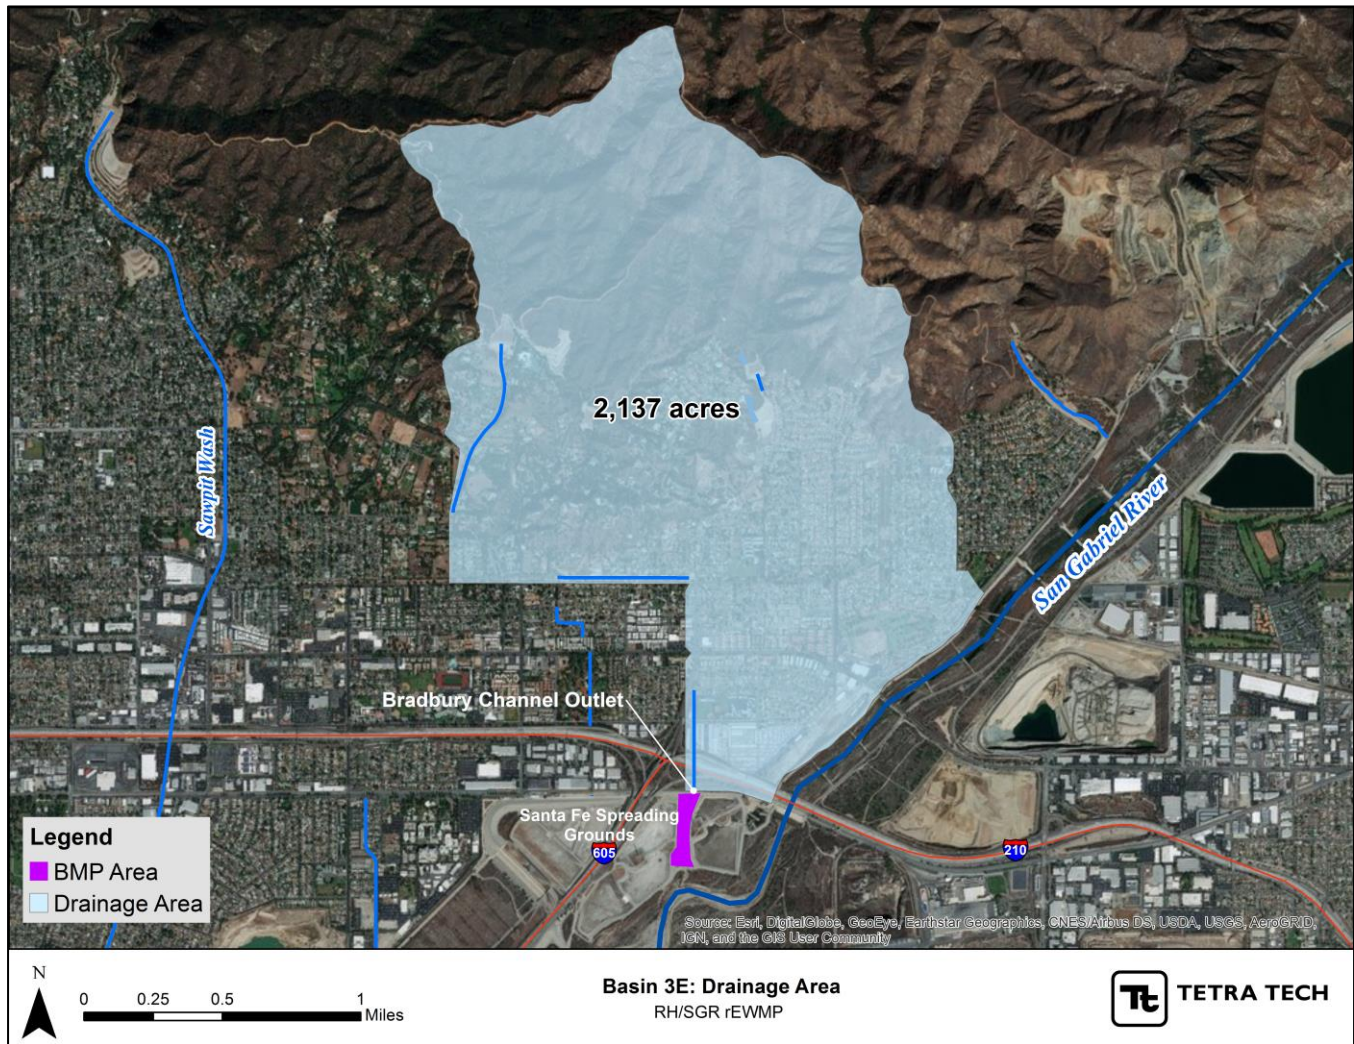 2,137 acres
Sawpit Wash
San Gabriel River
Bradbury Channel Outlet
Santa Fe Spreading
Grounds
605
210
Legend
BMP Area
Drainage Area
Source: Esri, DigitalGlobe, GeoEye, Earthstar Geographics, CNES/Airbus DS, USDA, USGS, AeroGRID,
IGN, and the GIS User Community
N
0 0.25 0.5 1
Miles
Basin 3E: Drainage Area
RH/SGR rEWMP
Tt TETRA TECH